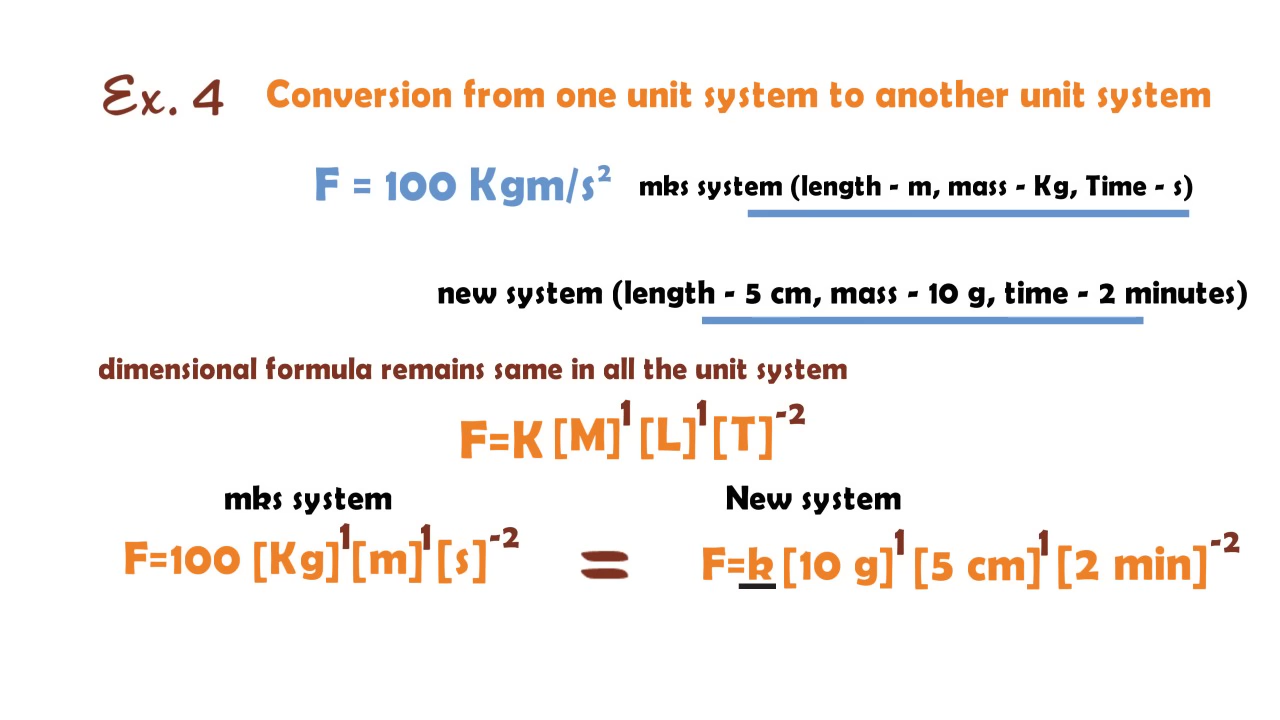 Ex. 4 Conversion from one unit system to another unit system
F = 100 Kgm/s² mks system (length - m, mass - Kg, Time - s)
new system (length - 5 cm, mass - 10 g, time - 2 minutes)
dimensional formula remains same in all the unit system
F=K [M]¹ [L]¹ [T]⁻²
mks system New system
F=100 [Kg]¹ [m]¹ [s]⁻² = F=k [10 g]¹ [5 cm]¹ [2 min]⁻²